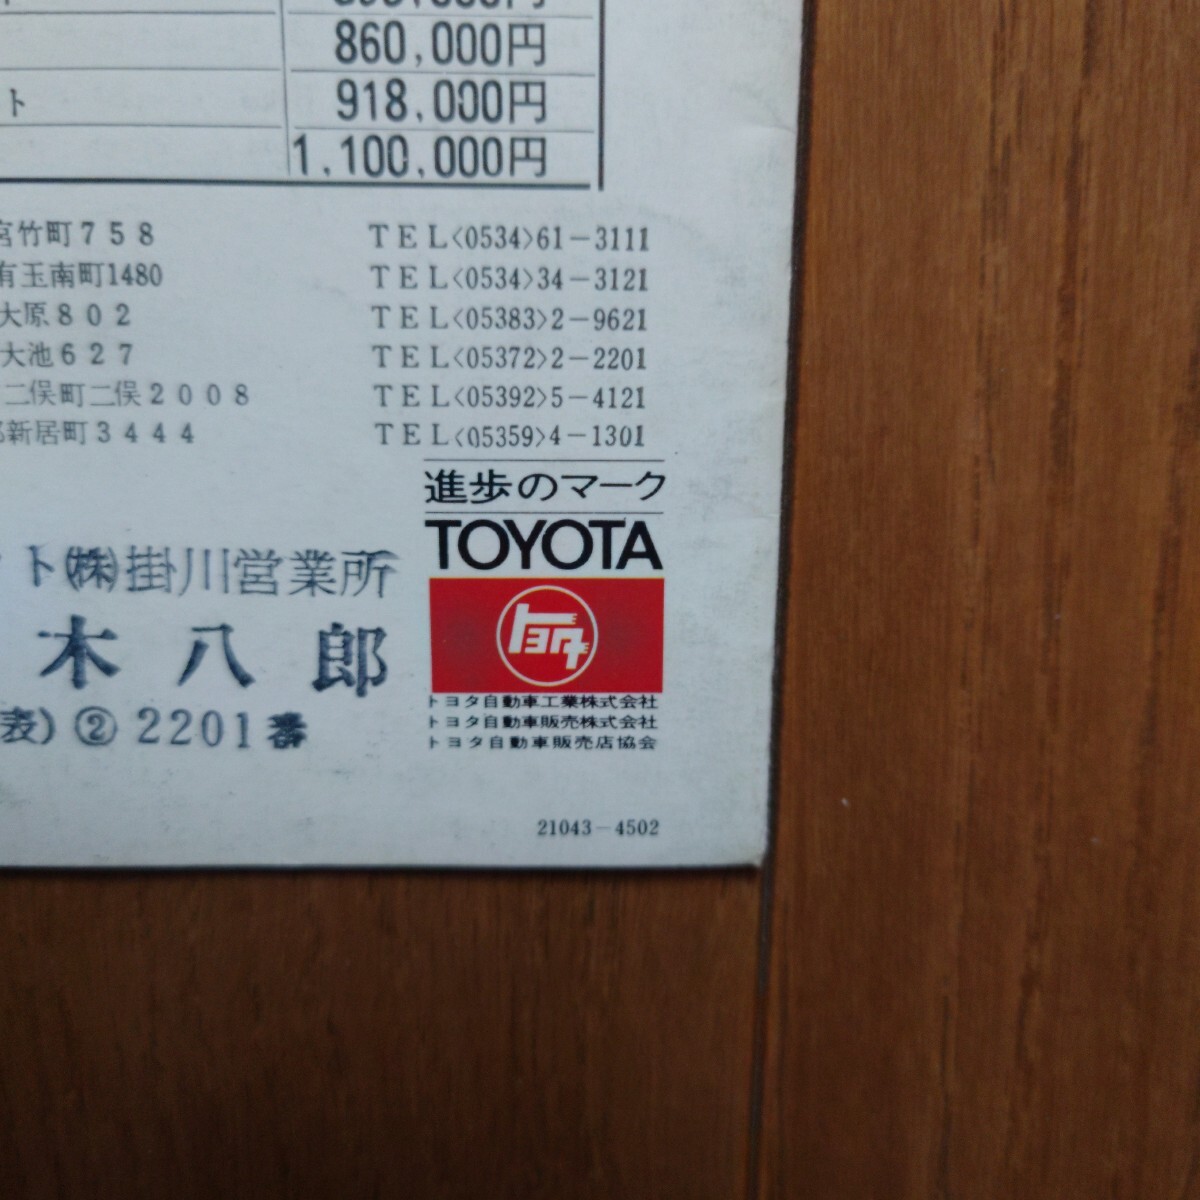 860,000円
ト 918,000円
1,100,000円
宮竹町758 TEL<0534>61-3111
有玉南町1480 TEL<0534>34-3121
大原802 TEL<05383>2-9621
大池627 TEL<05372>2-2201
二俣町二俣2008 TEL<05392>5-4121
新居町3444 TEL<05359>4-1301
進歩のマーク
TOYOTA
ト㈱掛川営業所
トヨタ
木八郎
トヨタ自動車工業株式会社
トヨタ自動車販売株式会社
表) ② 2201番
トヨタ自動車販売店協会
21043-4502